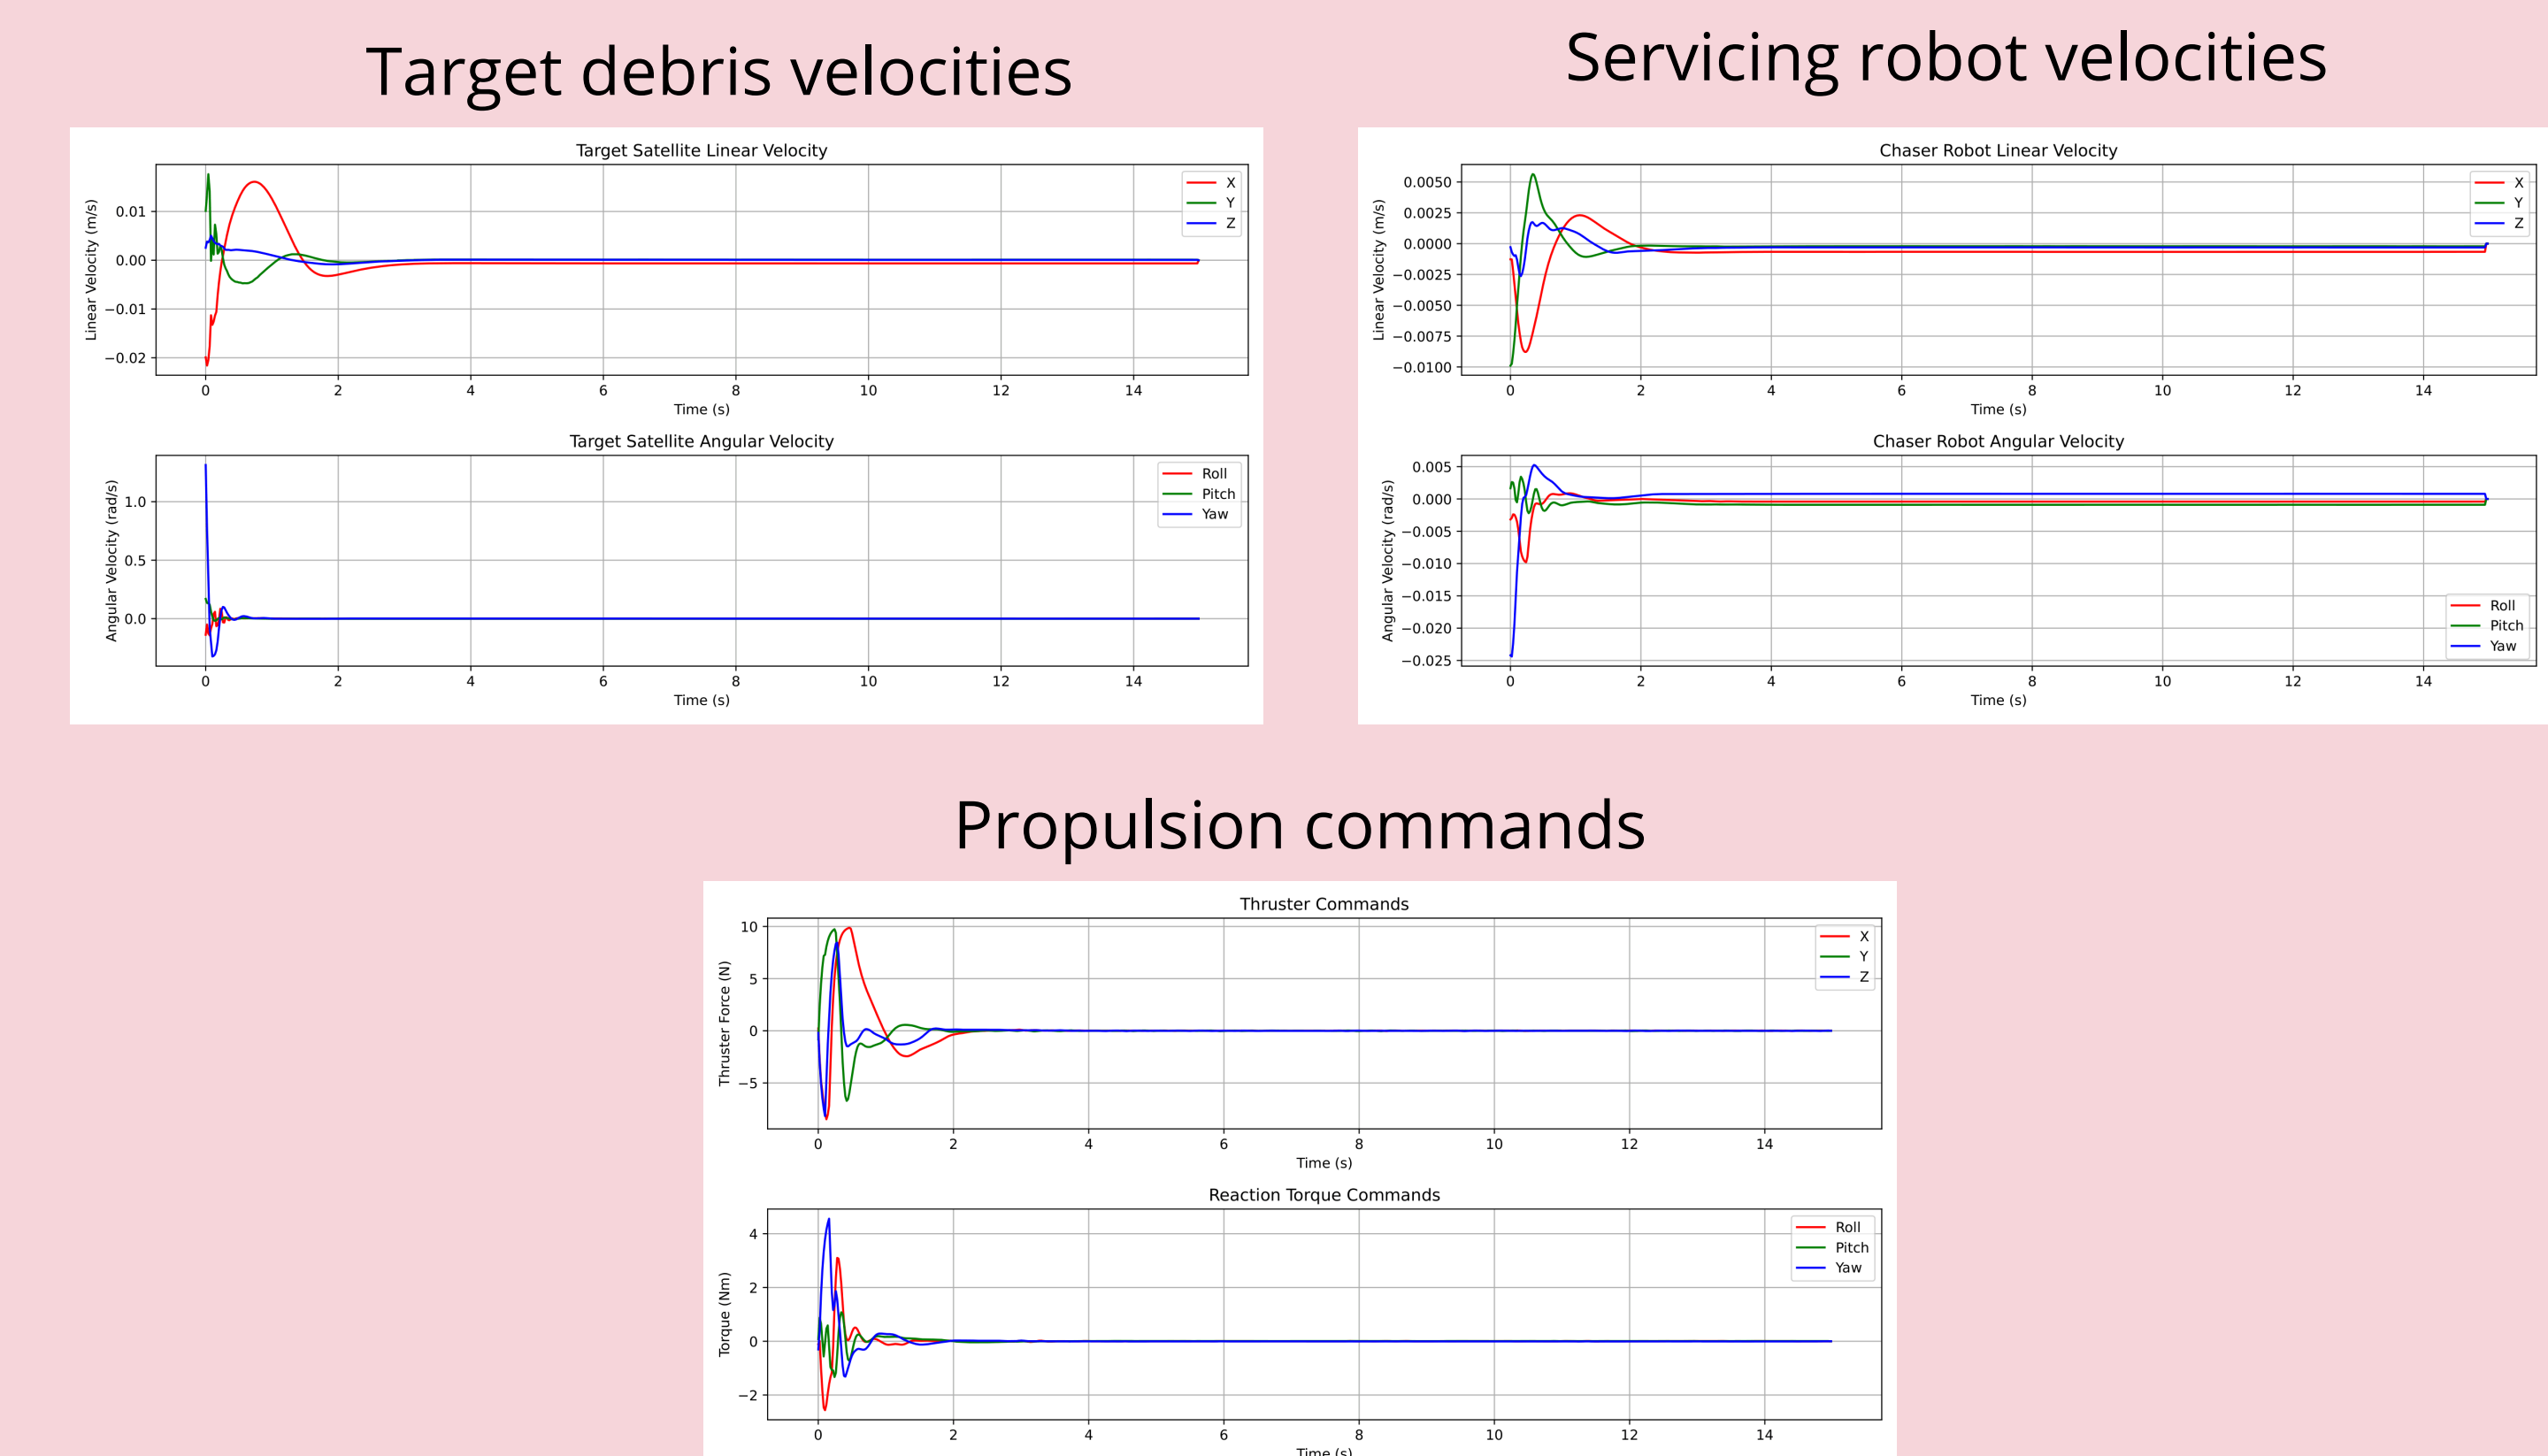 Target debris velocities
Servicing robot velocities
Target Satellite Linear Velocity
Linear Velocity (m/s)
0.01
0.00
−0.01
−0.02
X
Y
Z
0 2 4 6 8 10 12 14
Time (s)
Target Satellite Angular Velocity
Angular Velocity (rad/s)
1.0
0.5
0.0
Roll
Pitch
Yaw
0 2 4 6 8 10 12 14
Time (s)
Chaser Robot Linear Velocity
Linear Velocity (m/s)
0.0050
0.0025
0.0000
−0.0025
−0.0050
−0.0075
−0.0100
X
Y
Z
0 2 4 6 8 10 12 14
Time (s)
Chaser Robot Angular Velocity
Angular Velocity (rad/s)
0.005
0.000
−0.005
−0.010
−0.015
−0.020
−0.025
Roll
Pitch
Yaw
0 2 4 6 8 10 12 14
Time (s)
Propulsion commands
Thruster Commands
Thruster Force (N)
10
5
0
−5
X
Y
Z
0 2 4 6 8 10 12 14
Time (s)
Reaction Torque Commands
Torque (Nm)
4
2
0
−2
Roll
Pitch
Yaw
0 2 4 6 8 10 12 14
Time (s)